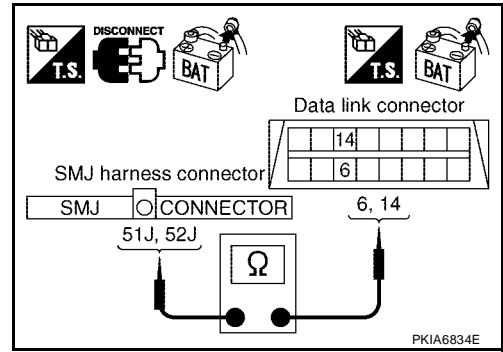 DISCONNECT
T.S.
BAT
T.S.
BAT
Data link connector
14
6
SMJ harness connector
SMJ CONNECTOR
51J, 52J
6, 14
Ω
PKIA6834E